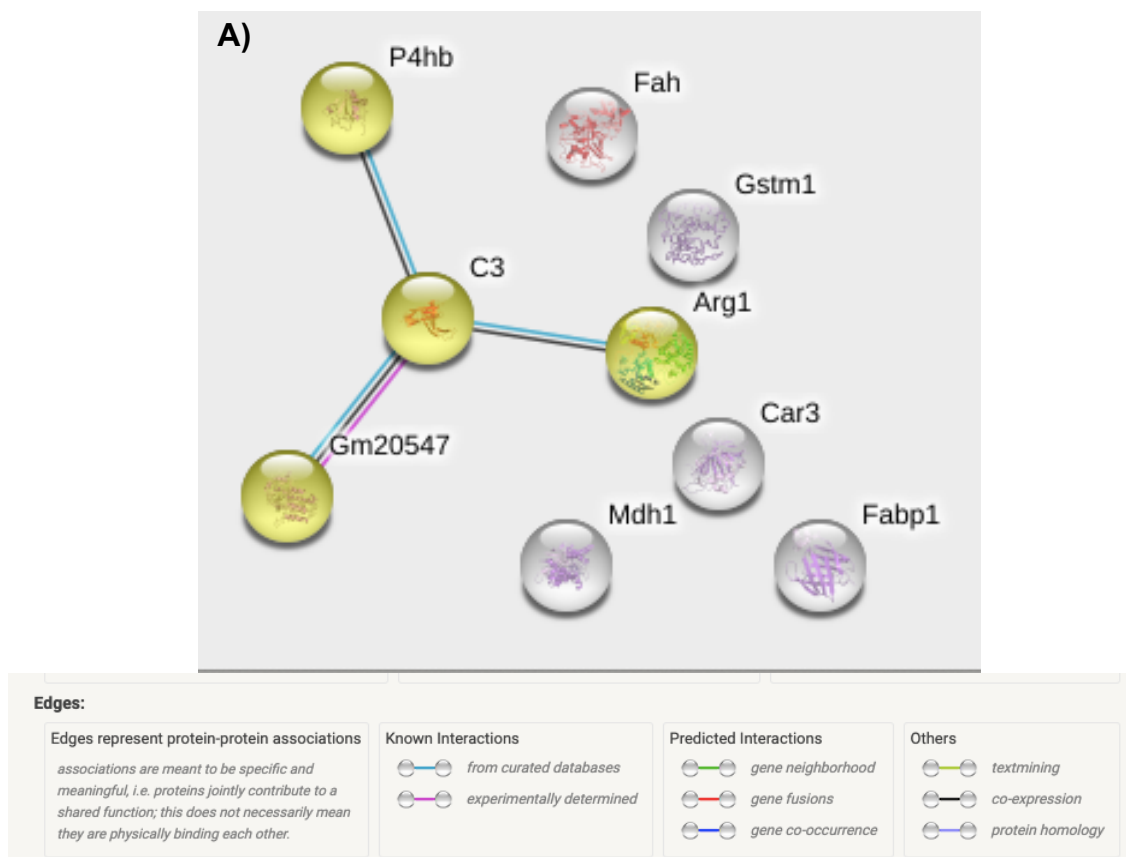 A)
P4hb
Fah
Gstm1
C3
Arg1
Car3
Gm20547
Mdh1
Fabp1
Edges:
Edges represent protein-protein associations
associations are meant to be specific and
meaningful, i.e. proteins jointly contribute to a
shared function; this does not necessarily mean
they are physically binding each other.
Known Interactions
from curated databases
experimentally determined
Predicted Interactions
gene neighborhood
gene fusions
gene co-occurrence
Others
textmining
co-expression
protein homology